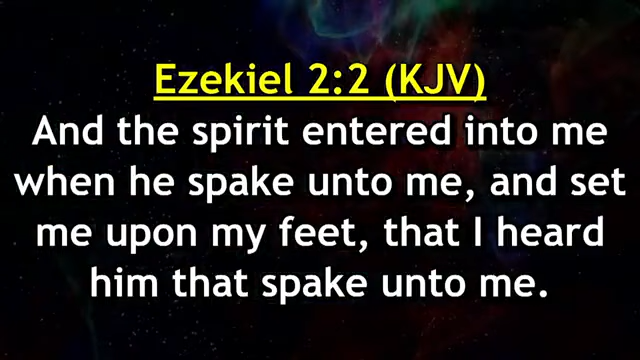 Ezekiel 2:2 (KJV)
And the spirit entered into me
when he spake unto me, and set
me upon my feet, that I heard
him that spake unto me.